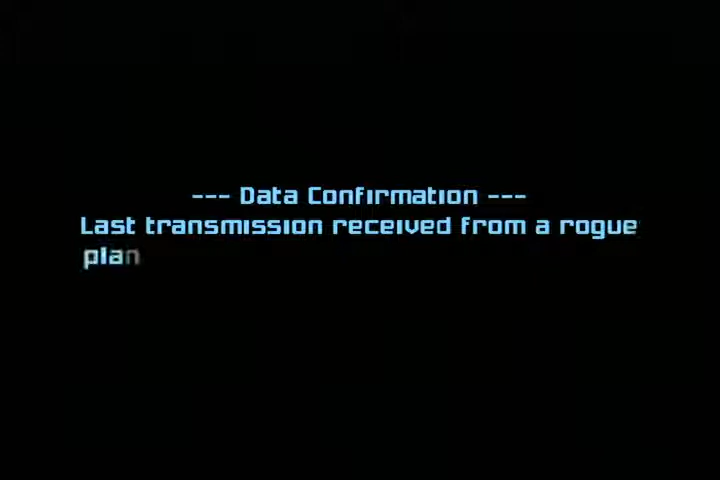 --- Data Confirmation ---
Last transmission received from a rogue
plan